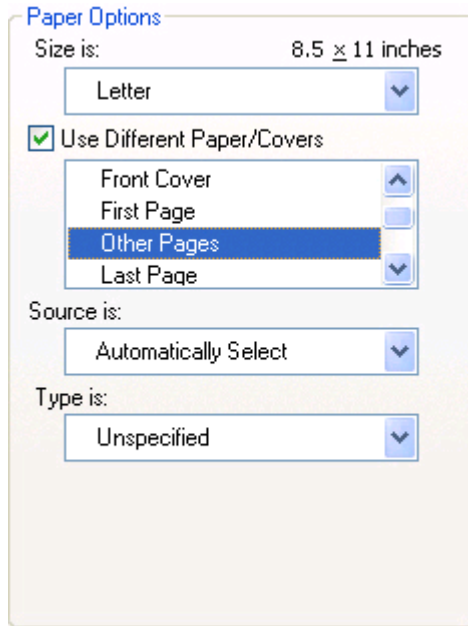 Paper Options
Size is: 8.5 x 11 inches
Letter
Use Different Paper/Covers
Front Cover
First Page
Other Pages
Last Page
Source is:
Automatically Select
Type is:
Unspecified